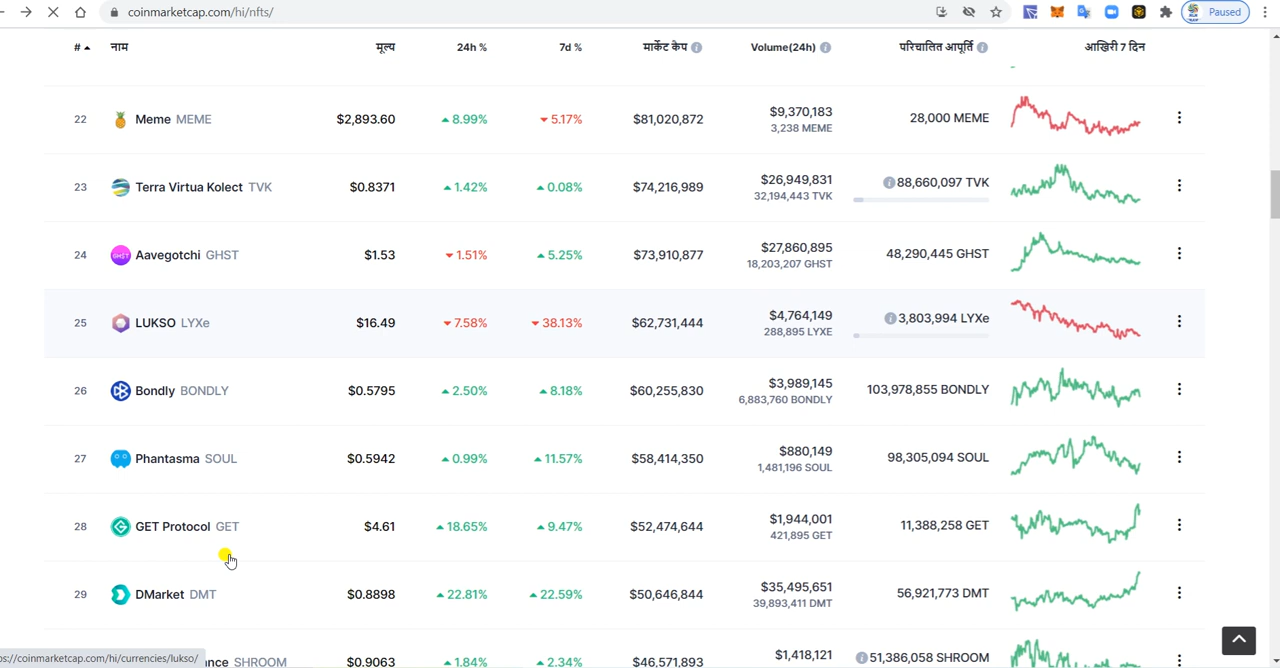 coinmarketcap.com/hi/nfts/
Paused
# नाम मूल्य 24h % 7d % मार्केट कैप Volume(24h) परिचालित आपूर्ति आखिरी 7 दिन
22 Meme MEME $2,893.60 8.99% 5.17% $81,020,872 $9,370,183 28,000 MEME
3,238 MEME
23 Terra Virtua Kolect TVK $0.8371 1.42% 0.08% $74,216,989 $26,949,831 88,660,097 TVK
32,194,443 TVK
24 Aavegotchi GHST $1.53 1.51% 5.25% $73,910,877 $27,860,895 48,290,445 GHST
18,203,207 GHST
25 LUKSO LYXe $16.49 7.58% 38.13% $62,731,444 $4,764,149 3,803,994 LYXe
288,895 LYXE
26 Bondly BONDLY $0.5795 2.50% 8.18% $60,255,830 $3,989,145 103,978,855 BONDLY
6,883,760 BONDLY
27 Phantasma SOUL $0.5942 0.99% 11.57% $58,414,350 $880,149 98,305,094 SOUL
1,481,196 SOUL
28 GET Protocol GET $4.61 18.65% 9.47% $52,474,644 $1,944,001 11,388,258 GET
421,895 GET
29 DMarket DMT $0.8898 22.81% 22.59% $50,646,844 $35,495,651 56,921,773 DMT
39,893,411 DMT
ps://coinmarketcap.com/hi/currencies/lukso/ nce SHROOM $0.9063 1.84% 2.34% $46,571,893 $1,418,121 51,386,058 SHROOM